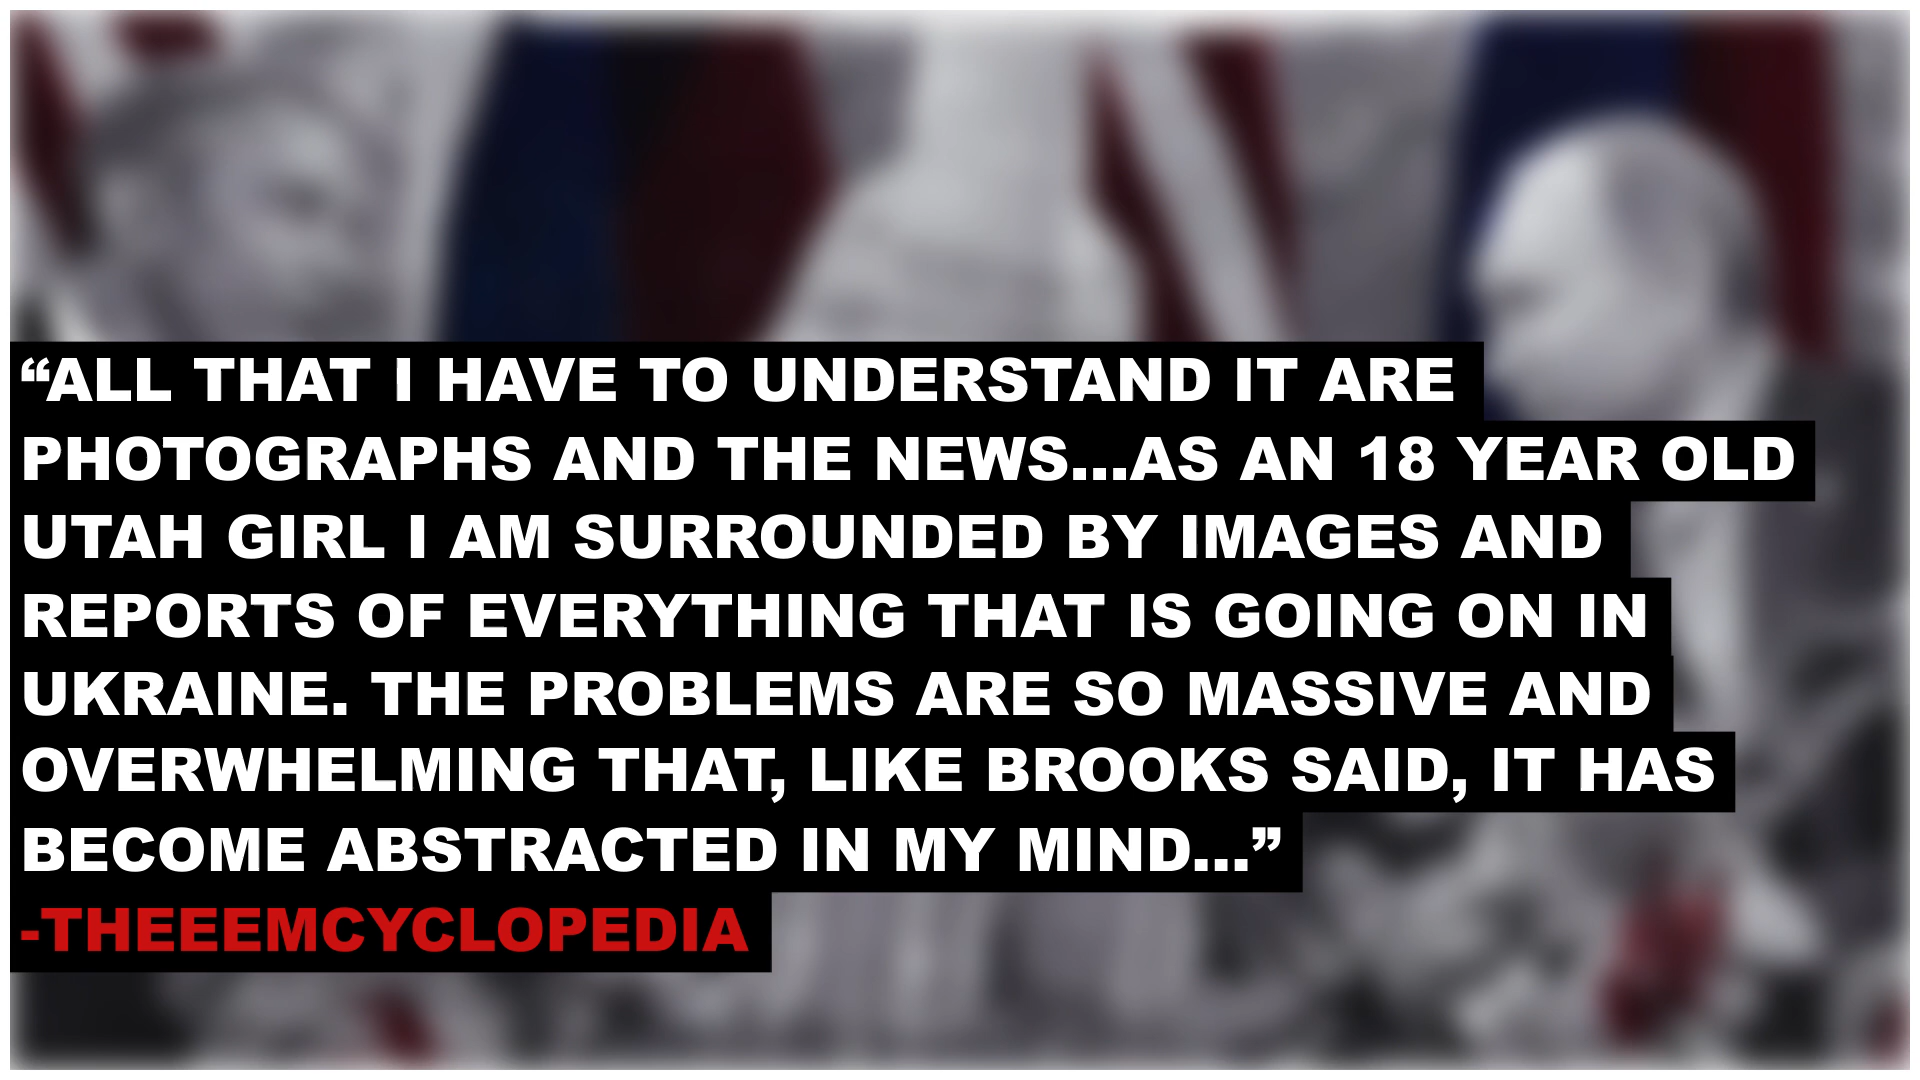 “ALL THAT I HAVE TO UNDERSTAND IT ARE
PHOTOGRAPHS AND THE NEWS...AS AN 18 YEAR OLD
UTAH GIRL I AM SURROUNDED BY IMAGES AND
REPORTS OF EVERYTHING THAT IS GOING ON IN
UKRAINE. THE PROBLEMS ARE SO MASSIVE AND
OVERWHELMING THAT, LIKE BROOKS SAID, IT HAS
BECOME ABSTRACTED IN MY MIND...”
-THEEEMCYCLOPEDIA